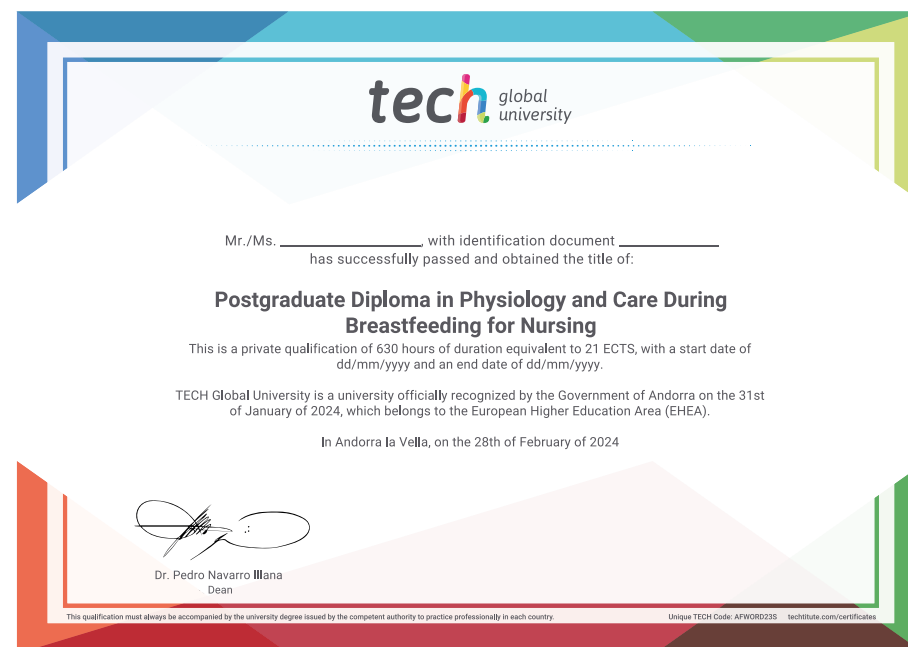 tech global
university
Mr./Ms. ____________________, with identification document ______________
has successfully passed and obtained the title of:
Postgraduate Diploma in Physiology and Care During
Breastfeeding for Nursing
This is a private qualification of 630 hours of duration equivalent to 21 ECTS, with a start date of
dd/mm/yyyy and an end date of dd/mm/yyyy.
TECH Global University is a university officially recognized by the Government of Andorra on the 31st
of January of 2024, which belongs to the European Higher Education Area (EHEA).
In Andorra la Vella, on the 28th of February of 2024
Dr. Pedro Navarro Illana
Dean
This qualification must always be accompanied by the university degree issued by the competent authority to practice professionally in each country. Unique TECH Code: AFWORD23S techtitute.com/certificates